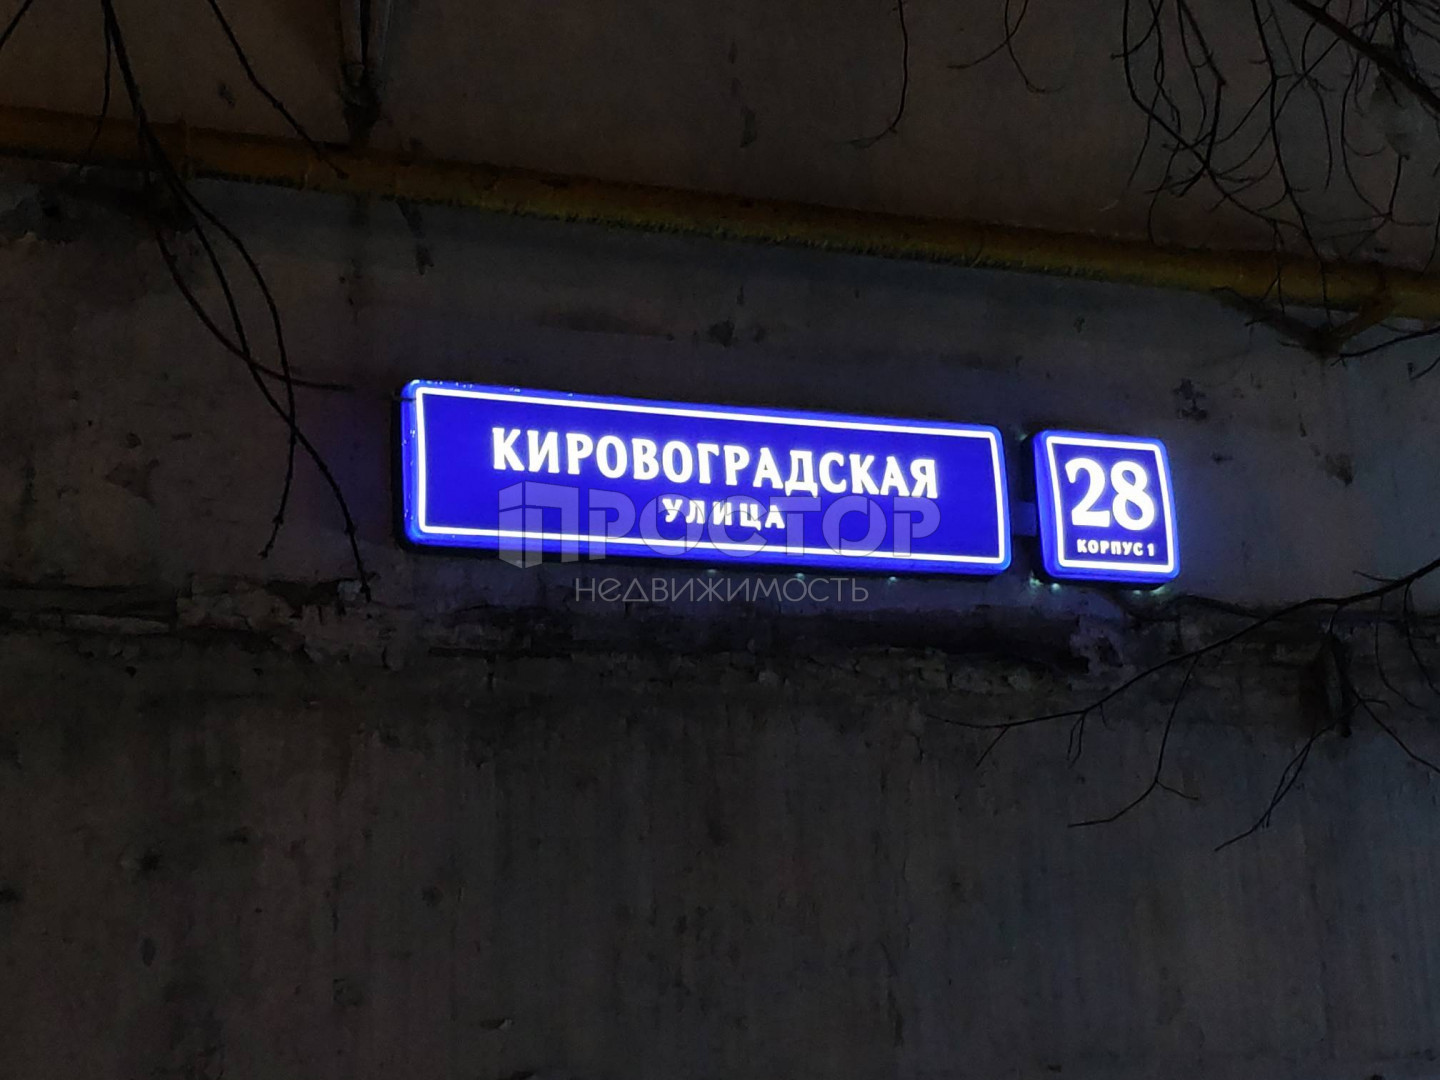 КИРОВОГРАДСКАЯ
УЛИЦА
28
КОРПУС 1
ПРОСТОР
НЕДВИЖИМОСТЬ